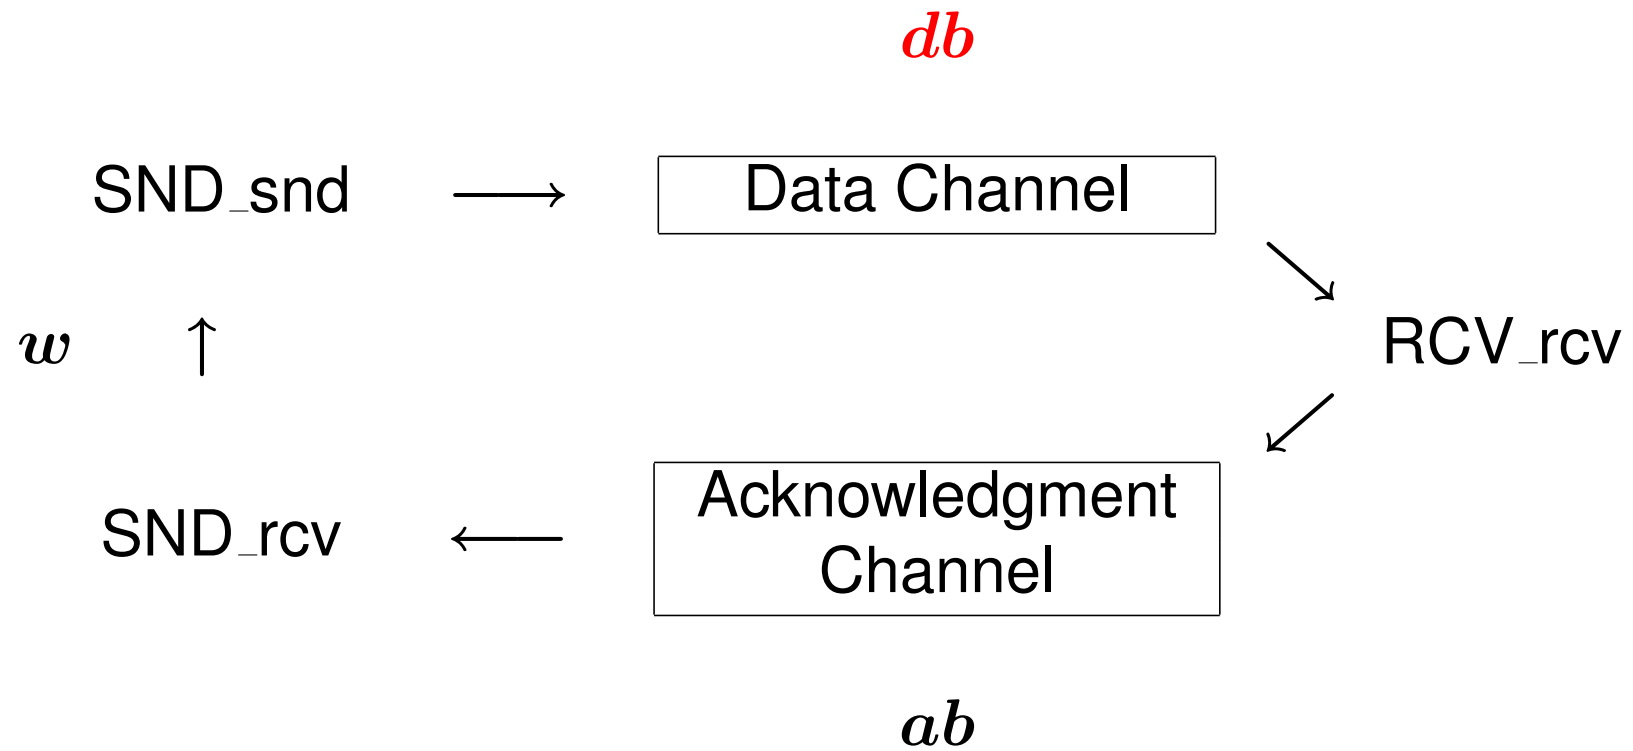 db
SND_snd
Data Channel
w
RCV_rcv
SND_rcv
Acknowledgment
Channel
ab